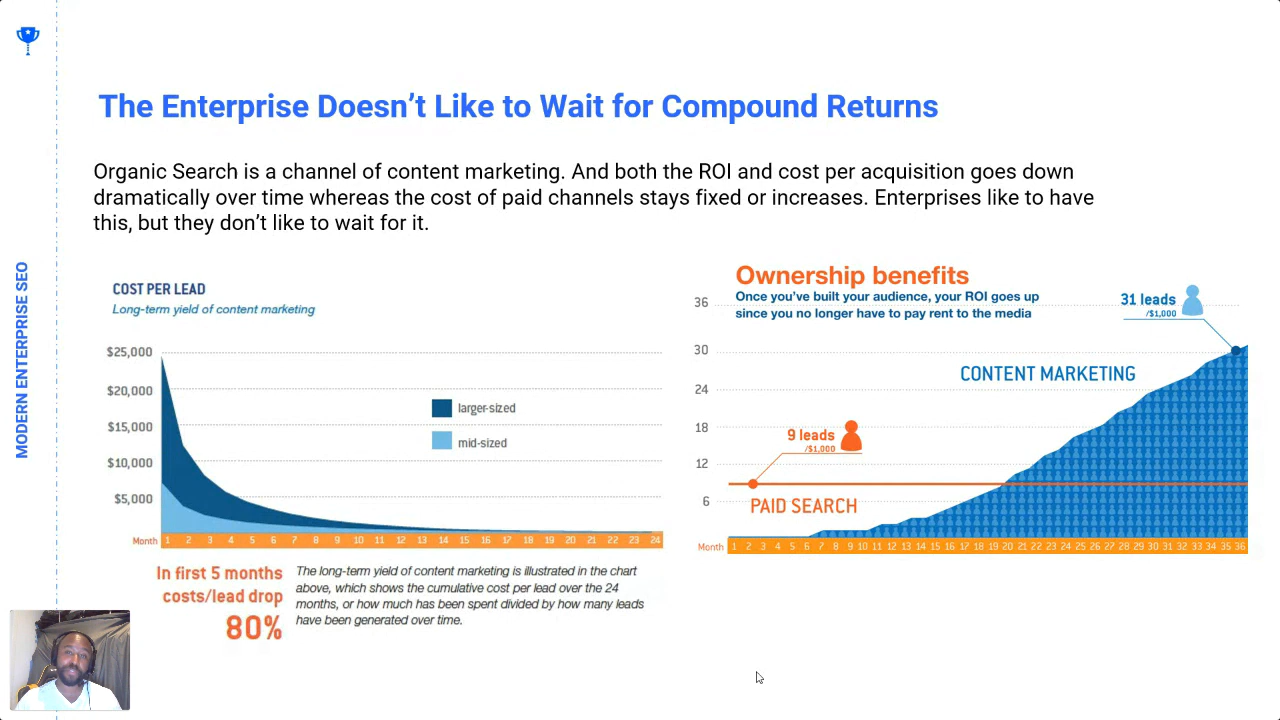 The Enterprise Doesn't Like to Wait for Compound Returns
Organic Search is a channel of content marketing. And both the ROI and cost per acquisition goes down
dramatically over time whereas the cost of paid channels stays fixed or increases. Enterprises like to have
this, but they don't like to wait for it.
MODERN ENTERPRISE SEO
COST PER LEAD
Long-term yield of content marketing
$25,000
$20,000
$15,000
$10,000
$5,000
larger-sized
mid-sized
Month 1 2 3 4 5 6 7 8 9 10 11 12 13 14 15 16 17 18 19 20 21 22 23 24
In first 5 months
costs/lead drop
80%
The long-term yield of content marketing is illustrated in the chart
above, which shows the cumulative cost per lead over the 24
months, or how much has been spent divided by how many leads
have been generated over time.
Ownership benefits
Once you've built your audience, your ROI goes up
since you no longer have to pay rent to the media
36
30
24
18
12
6
31 leads
/$1,000
CONTENT MARKETING
9 leads
/$1,000
PAID SEARCH
Month 1 2 3 4 5 6 7 8 9 10 11 12 13 14 15 16 17 18 19 20 21 22 23 24 25 26 27 28 29 30 31 32 33 34 35 36